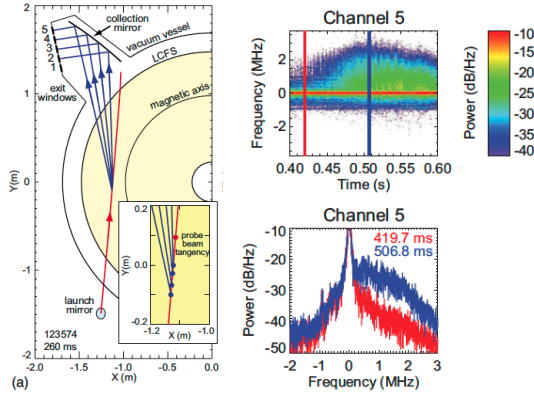 collection
mirror
vacuum vessel
LCFS
magnetic axis
5
4
3
2
1
exit
windows
launch
mirror
probe
beam
tangency
123574
260 ms
(a)
Y(m)
2
1
0
-1
-2
-2.0 -1.5 -1.0 -0.5 0.0
X (m)
Y(m)
0.2
0.0
-0.2
-1.2 -1.0
X (m)
Channel 5
Frequency (MHz)
2
0
-2
0.40 0.45 0.50 0.55 0.60
Time (s)
Power (dB/Hz)
-10
-15
-20
-25
-30
-35
-40
Channel 5
419.7 ms
506.8 ms
Power (dB/Hz)
-10
-20
-30
-40
-50
-2 -1 0 1 2 3
Frequency (MHz)